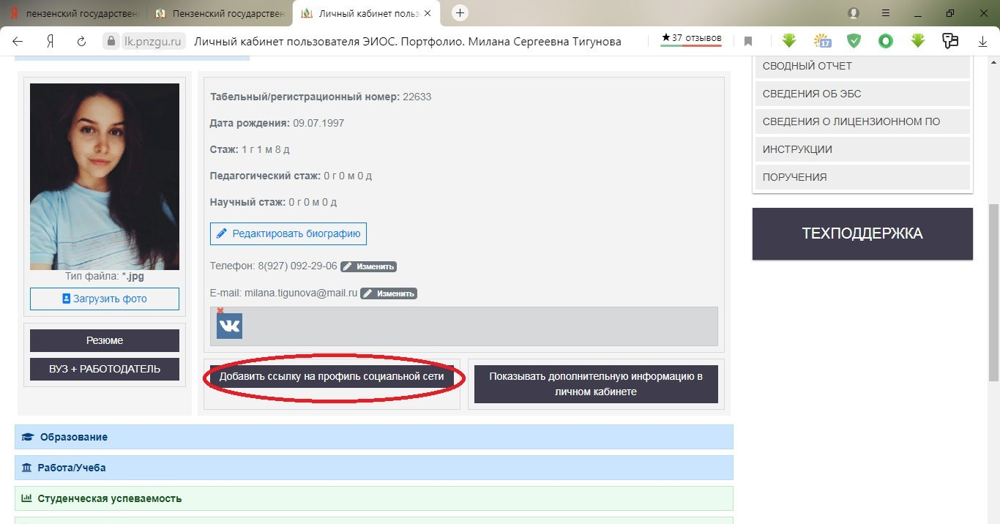 пензенский государствен
Пензенский государствен
Личный кабинет польз
lk.pnzgu.ru
Личный кабинет пользователя ЭИОС. Портфолио. Милана Сергеевна Тигунова
★37 отзывов
17
Табельный/регистрационный номер: 22633
Дата рождения: 09.07.1997
Стаж: 1 г 1 м 8 д
Педагогический стаж: 0 г 0 м 0 д
Научный стаж: 0 г 0 м 0 д
Редактировать биографию
Телефон: 8(927) 092-29-06 Изменить
E-mail: milana.tigunova@mail.ru Изменить
Тип файла: *.jpg
Загрузить фото
Резюме
ВУЗ + РАБОТОДАТЕЛЬ
Добавить ссылку на профиль социальной сети
Показывать дополнительную информацию в
личном кабинете
Образование
Работа/Учеба
Студенческая успеваемость
СВОДНЫЙ ОТЧЕТ
СВЕДЕНИЯ ОБ ЭБС
СВЕДЕНИЯ О ЛИЦЕНЗИОННОМ ПО
ИНСТРУКЦИИ
ПОРУЧЕНИЯ
ТЕХПОДДЕРЖКА